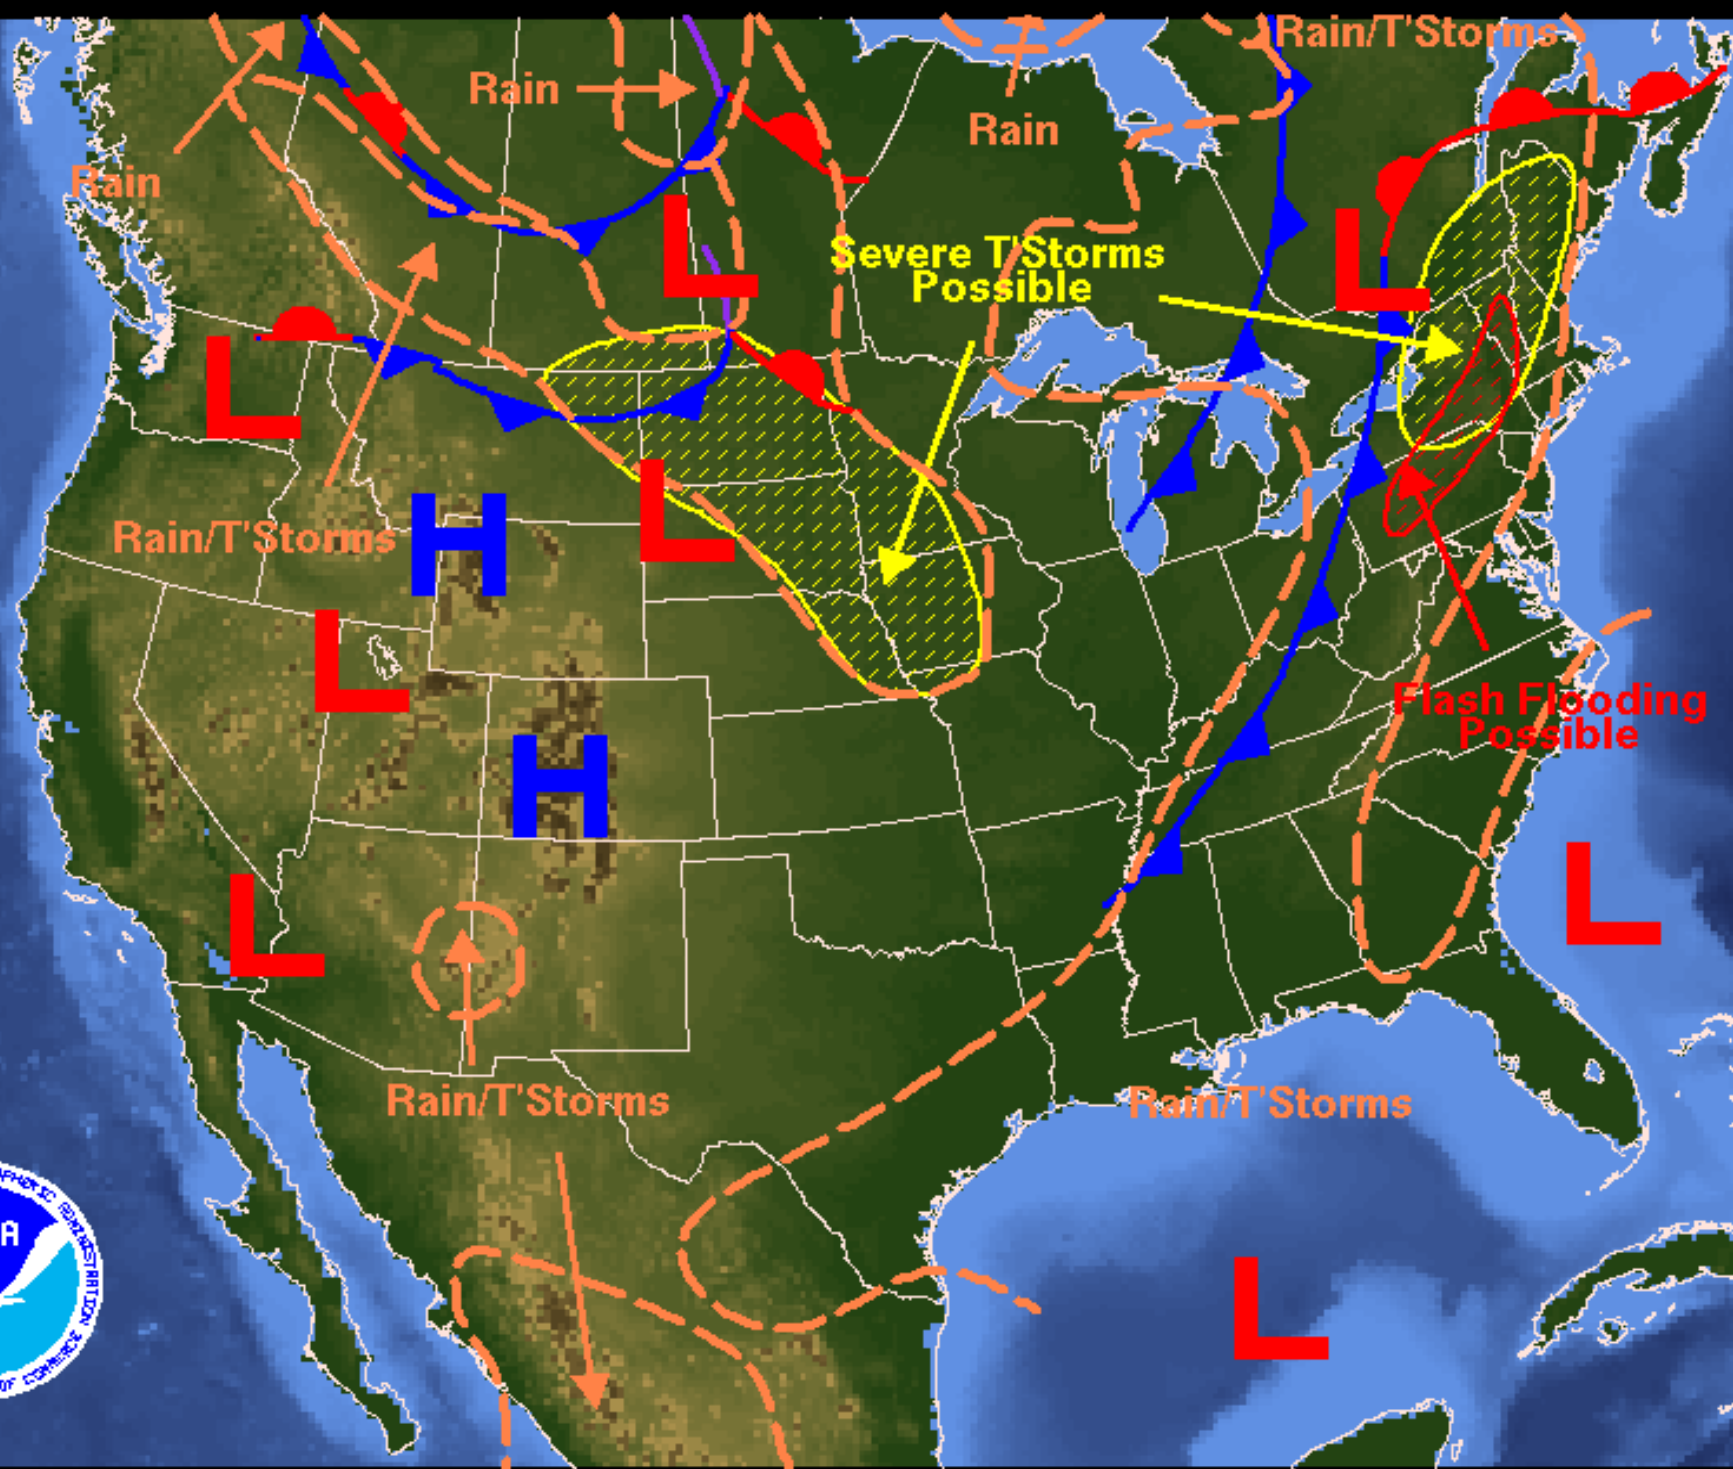 Rain/T'Storms
Rain
Rain
Rain
Severe T'Storms
Possible
L
L
L
H
Rain/T'Storms
L
L
Flash Flooding
Possible
H
L
L
Rain/T'Storms
Rain/T'Storms
L